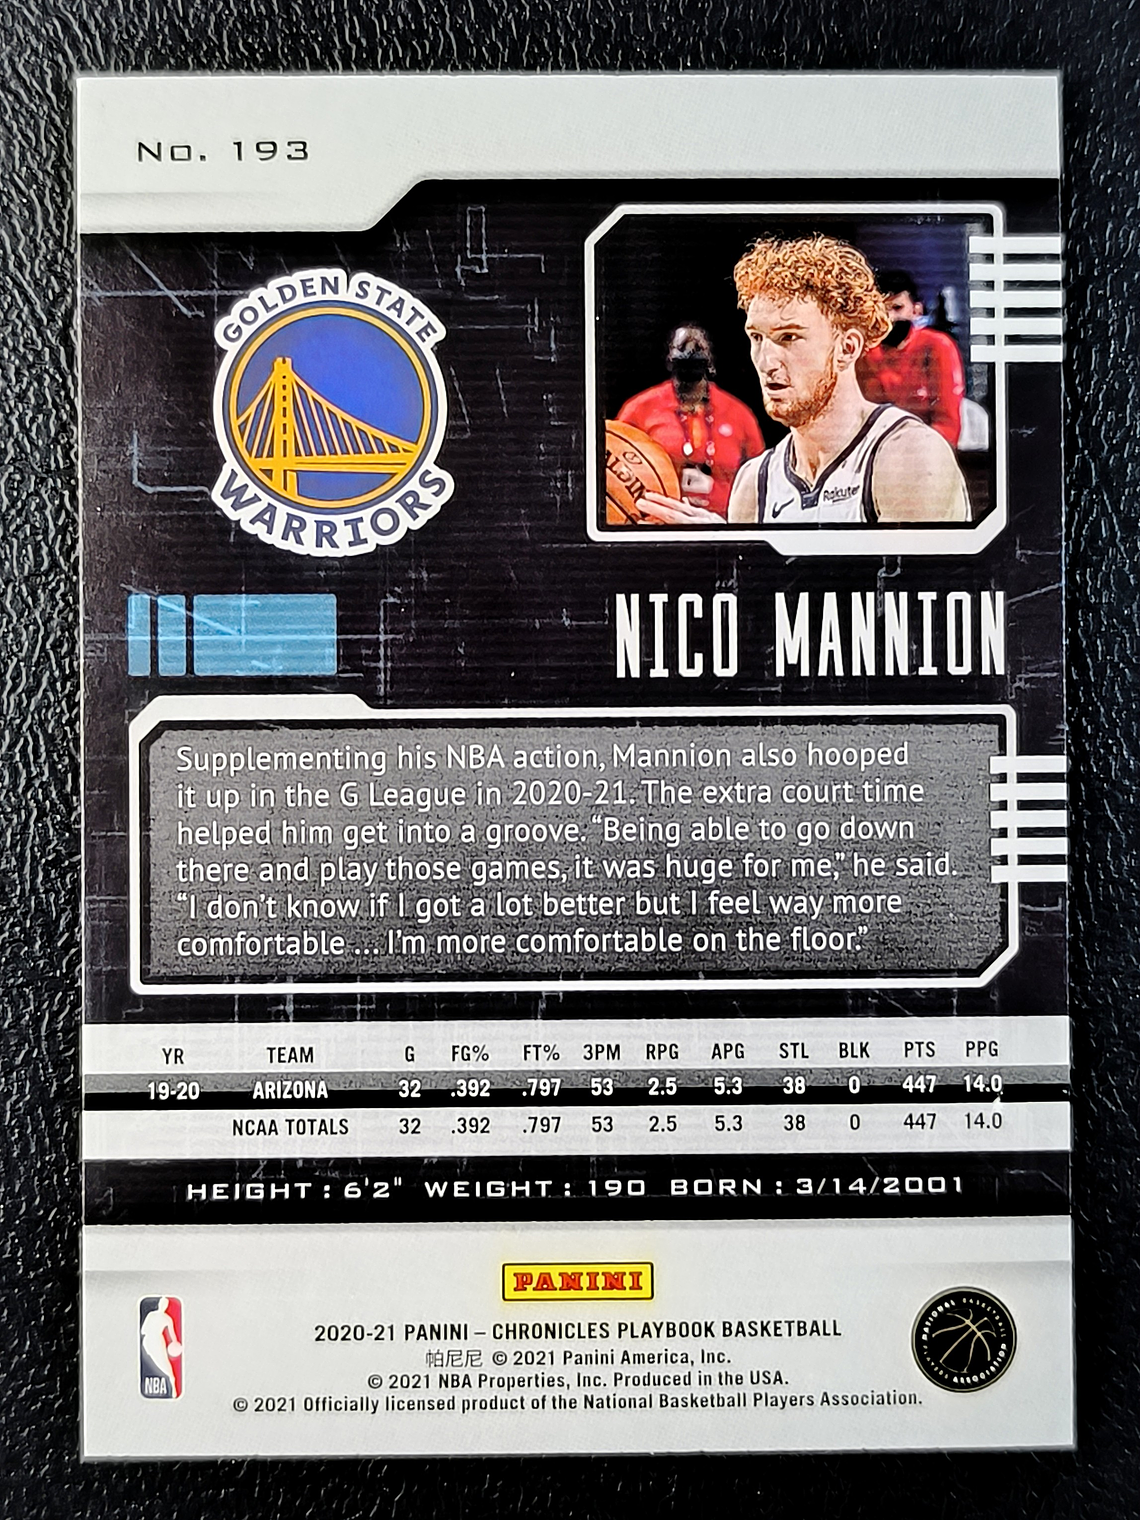 No. 193
GOLDEN STATE
WARRIORS
Rakuten
NICO MANNION
Supplementing his NBA action, Mannion also hooped
it up in the G League in 2020-21. The extra court time
helped him get into a groove. “Being able to go down
there and play those games, it was huge for me,” he said.
“I don’t know if I got a lot better but I feel way more
comfortable ... I’m more comfortable on the floor.”
YR TEAM G FG% FT% 3PM RPG APG STL BLK PTS PPG
19-20 ARIZONA 32 .392 .797 53 2.5 5.3 38 0 447 14.0
NCAA TOTALS 32 .392 .797 53 2.5 5.3 38 0 447 14.0
HEIGHT : 6'2" WEIGHT : 190 BORN : 3/14/2001
PANINI
2020-21 PANINI – CHRONICLES PLAYBOOK BASKETBALL
帕尼尼 © 2021 Panini America, Inc.
© 2021 NBA Properties, Inc. Produced in the USA.
© 2021 Officially licensed product of the National Basketball Players Association.
NBA
NATIONAL BASKETBALL PLAYERS ASSOCIATION